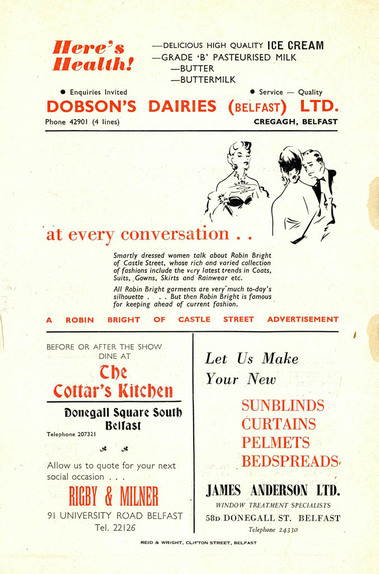 Here's
Health!
—DELICIOUS HIGH QUALITY ICE CREAM
—GRADE 'B' PASTEURISED MILK
—BUTTER
—BUTTERMILK
● Enquiries Invited
● Service — Quality
DOBSON'S DAIRIES (BELFAST) LTD.
Phone 42901 (4 lines)
CREGAGH, BELFAST
at every conversation . .
Smartly dressed women talk about Robin Bright
of Castle Street, whose rich and varied collection
of fashions include the very latest trends in Coats,
Suits, Gowns, Skirts and Rainwear etc.
All Robin Bright garments are very much to-day's
silhouette . . . But then Robin Bright is famous
for keeping ahead of current fashion.
A ROBIN BRIGHT OF CASTLE STREET ADVERTISEMENT
BEFORE OR AFTER THE SHOW
DINE AT
The
Cottar's Kitchen
Donegall Square South
Belfast
Telephone 207321
Allow us to quote for your next
social occasion . . .
RIGBY & MILNER
91 UNIVERSITY ROAD BELFAST
Tel. 22126
Let Us Make
Your New
SUNBLINDS
CURTAINS
PELMETS
BEDSPREADS
JAMES ANDERSON LTD.
WINDOW TREATMENT SPECIALISTS
58D DONEGALL ST. BELFAST
Telephone 24330
REID & WRIGHT, CLIFTON STREET, BELFAST